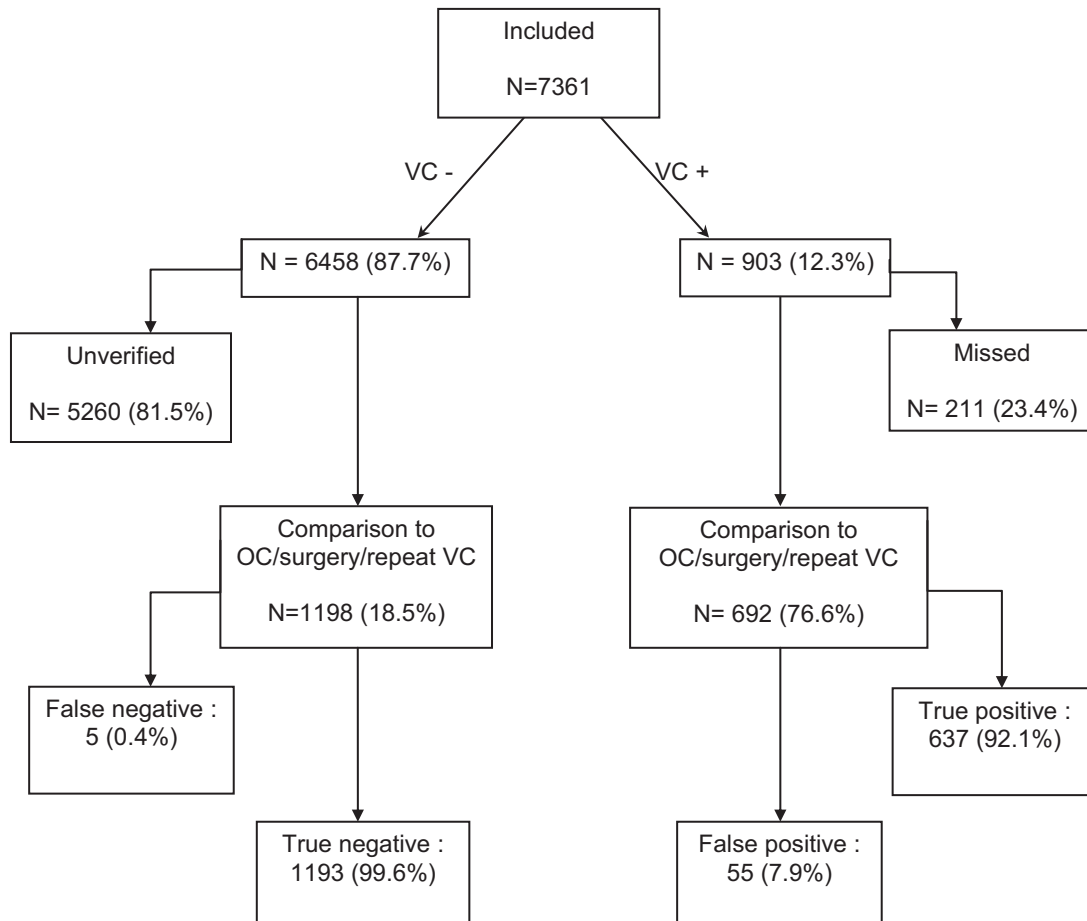 Included
N=7361
VC -
VC +
N = 6458 (87.7%)
N = 903 (12.3%)
Unverified
N= 5260 (81.5%)
Missed
N= 211 (23.4%)
Comparison to
OC/surgery/repeat VC
N=1198 (18.5%)
Comparison to
OC/surgery/repeat VC
N= 692 (76.6%)
False negative :
5 (0.4%)
True positive :
637 (92.1%)
True negative :
1193 (99.6%)
False positive :
55 (7.9%)